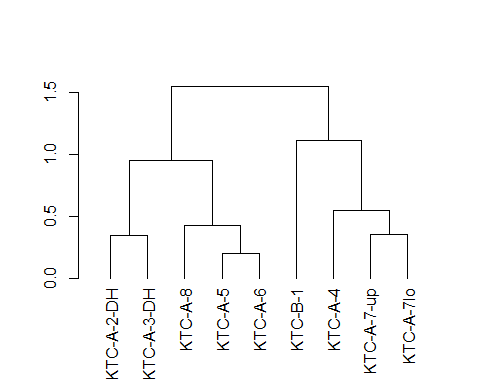 1.5
1.0
0.5
0.0
KTC-A-2-DH
KTC-A-3-DH
KTC-A-8
KTC-A-5
KTC-A-6
KTC-B-1
KTC-A-4
KTC-A-7-up
KTC-A-7lo